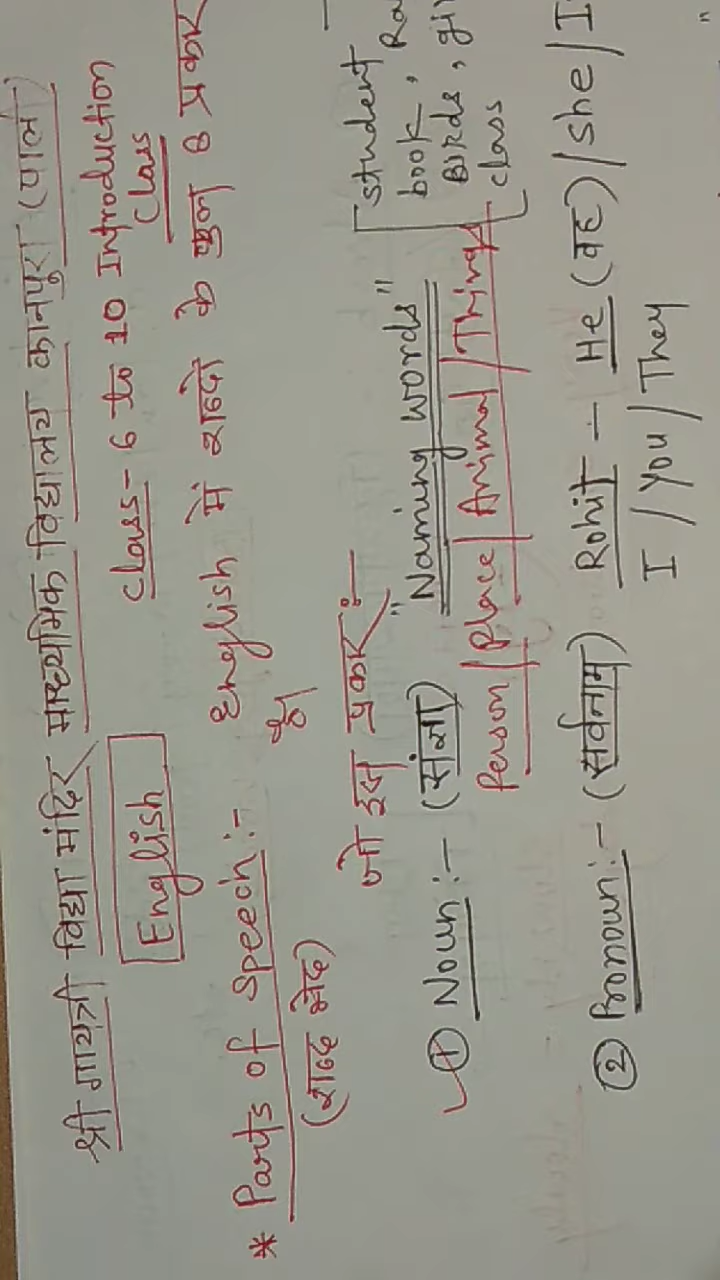 श्री गायत्री विद्या मंदिर माध्यमिक विद्यालय कानपुरा (पाली)
English
Class - 6 to 10 Introduction
Class
* Parts of Speech :- English में शब्दो के कुल 8 प्रकार
(शब्द भेद) है।
जो इस प्रकार :-
① Noun :- (संज्ञा) "Naming words"
Person / Place / Animal / Things
Student
book,
Birds,
class
② Pronoun :- (सर्वनाम) Rohit - He (वह) / She / I
I / You / They